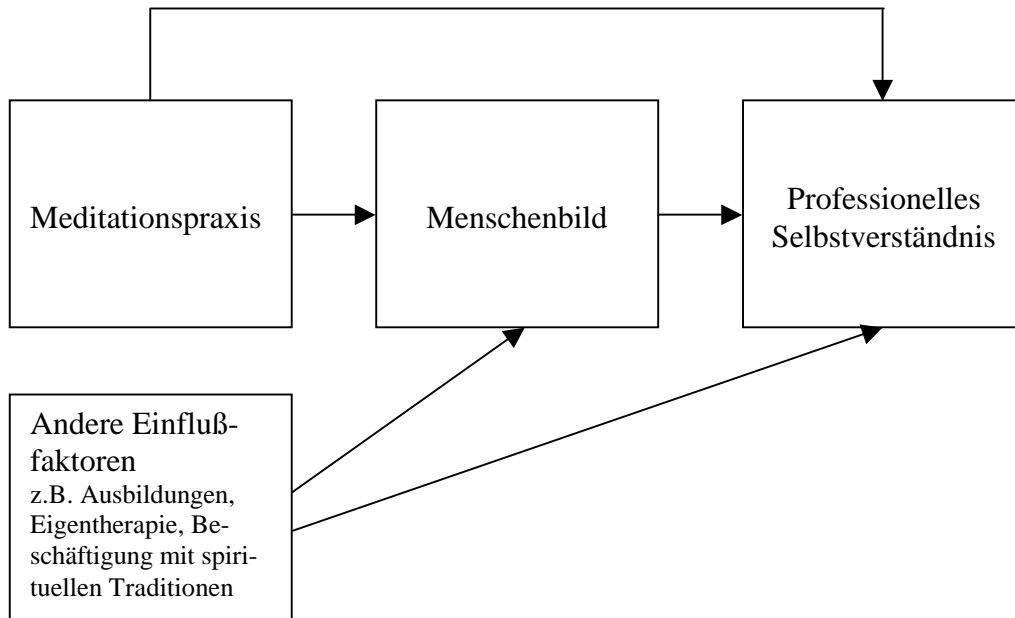 Meditationspraxis
Menschenbild
Professionelles
Selbstverständnis
Andere Einfluß-
faktoren
z.B. Ausbildungen,
Eigentherapie, Be-
schäftigung mit spiri-
tuellen Traditionen